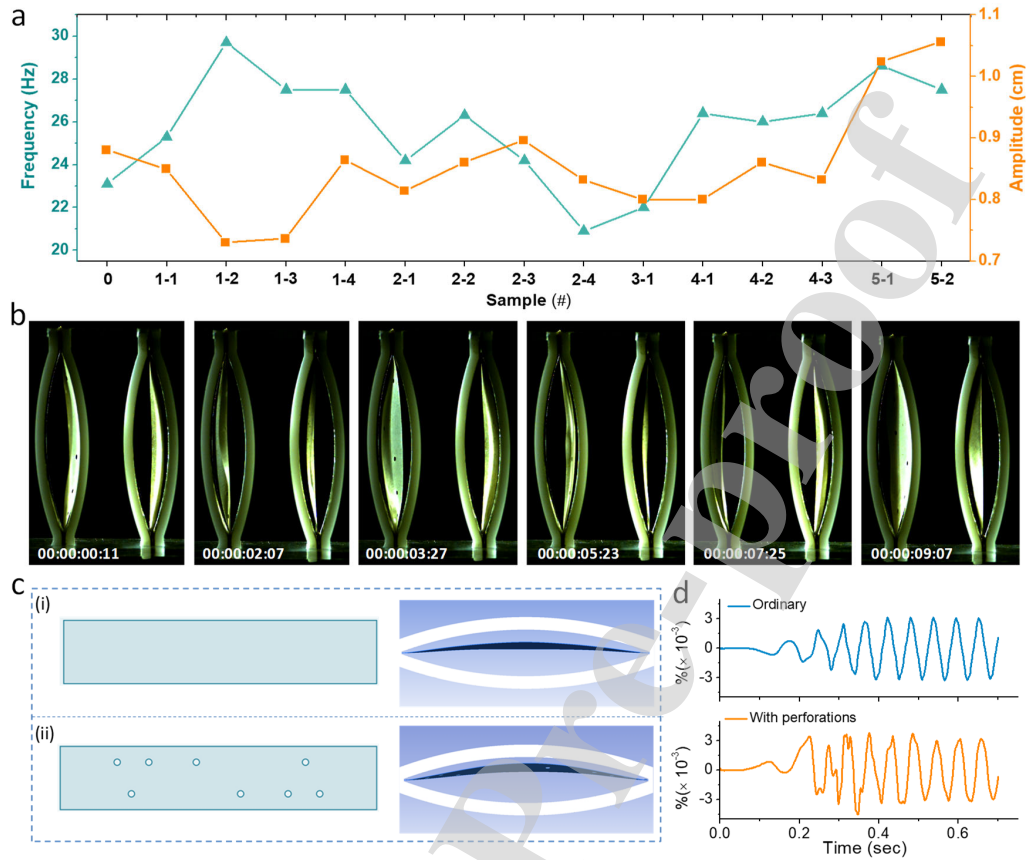 a
Frequency (Hz)
30
28
26
24
22
20
1.1
1.0
0.9
0.8
0.7
Amplitude (cm)
0 1-1 1-2 1-3 1-4 2-1 2-2 2-3 2-4 3-1 4-1 4-2 4-3 5-1 5-2
Sample (#)
b
00:00:00:11 00:00:02:07 00:00:03:27 00:00:05:23 00:00:07:25 00:00:09:07
c
(i)
(ii)
d
Ordinary
%(× 10⁻³)
3
0
-3
With perforations
%(× 10⁻³)
3
0
-3
0.0 0.2 0.4 0.6
Time (sec)
Pre-proof